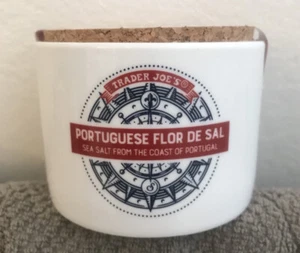 TRADER JOE'S
PORTUGUESE FLOR DE SAL
SEA SALT FROM THE COAST OF PORTUGAL